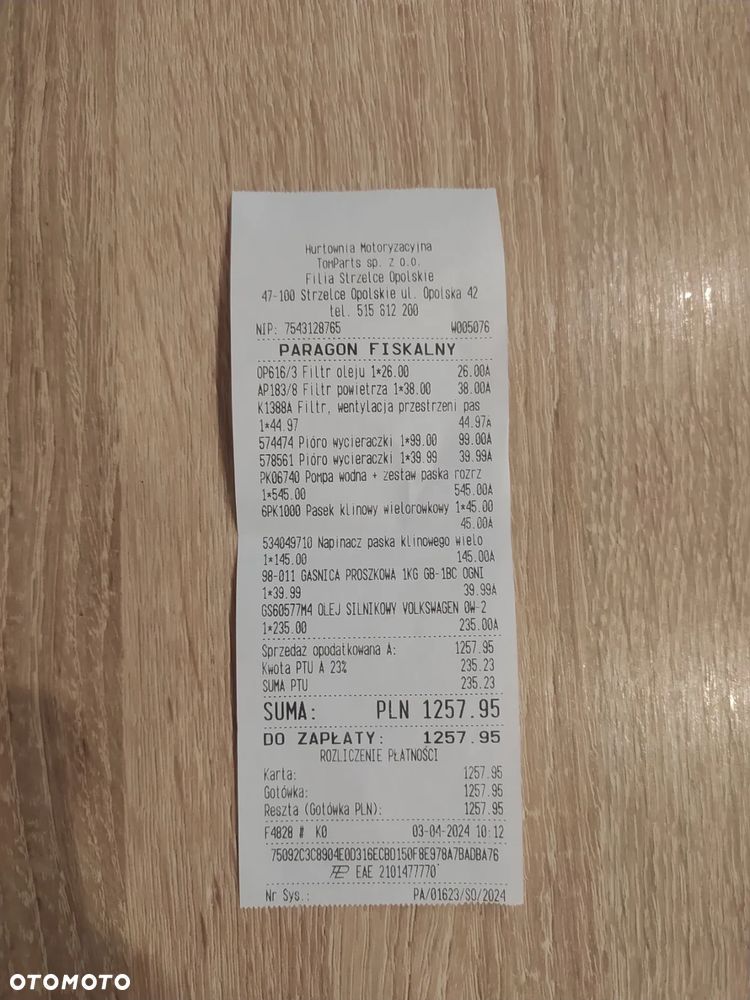 Hurtownia Motoryzacyjna
TomParts sp. z o.o.
Filia Strzelce Opolskie
47-100 Strzelce Opolskie ul. Opolska 42
tel. 515 812 200
NIP: 7543128765 W005076
PARAGON FISKALNY
OP616/3 Filtr oleju 1*26.00 26.00A
AP183/8 Filtr powietrza 1*38.00 38.00A
K1388A Filtr, wentylacja przestrzeni pas
1*44.97 44.97A
574474 Pióro wycieraczki 1*99.00 99.00A
578561 Pióro wycieraczki 1*39.99 39.99A
PK06740 Pompa wodna + zestaw paska rozrz
1*545.00 545.00A
6PK1000 Pasek klinowy wielorowkowy 1*45.00
45.00A
534049710 Napinacz paska klinowego wielo
1*145.00 145.00A
98-011 GAŚNICA PROSZKOWA 1KG GB-1BC OGNI
1*39.99 39.99A
GS60577M4 OLEJ SILNIKOWY VOLKSWAGEN 0W-2
1*235.00 235.00A
Sprzedaż opodatkowana A: 1257.95
Kwota PTU A 23% 235.23
SUMA PTU 235.23
SUMA: PLN 1257.95
DO ZAPŁATY: 1257.95
ROZLICZENIE PŁATNOŚCI
Karta: 1257.95
Gotówka: 1257.95
Reszta (Gotówka PLN): 1257.95
F4828 # K0 03-04-2024 10:12
75092C3C8904E0D316ECBD150F8E978A7BADBA76
EAE 2101477770
Nr Sys.: PA/01623/SO/2024
OTOMOTO